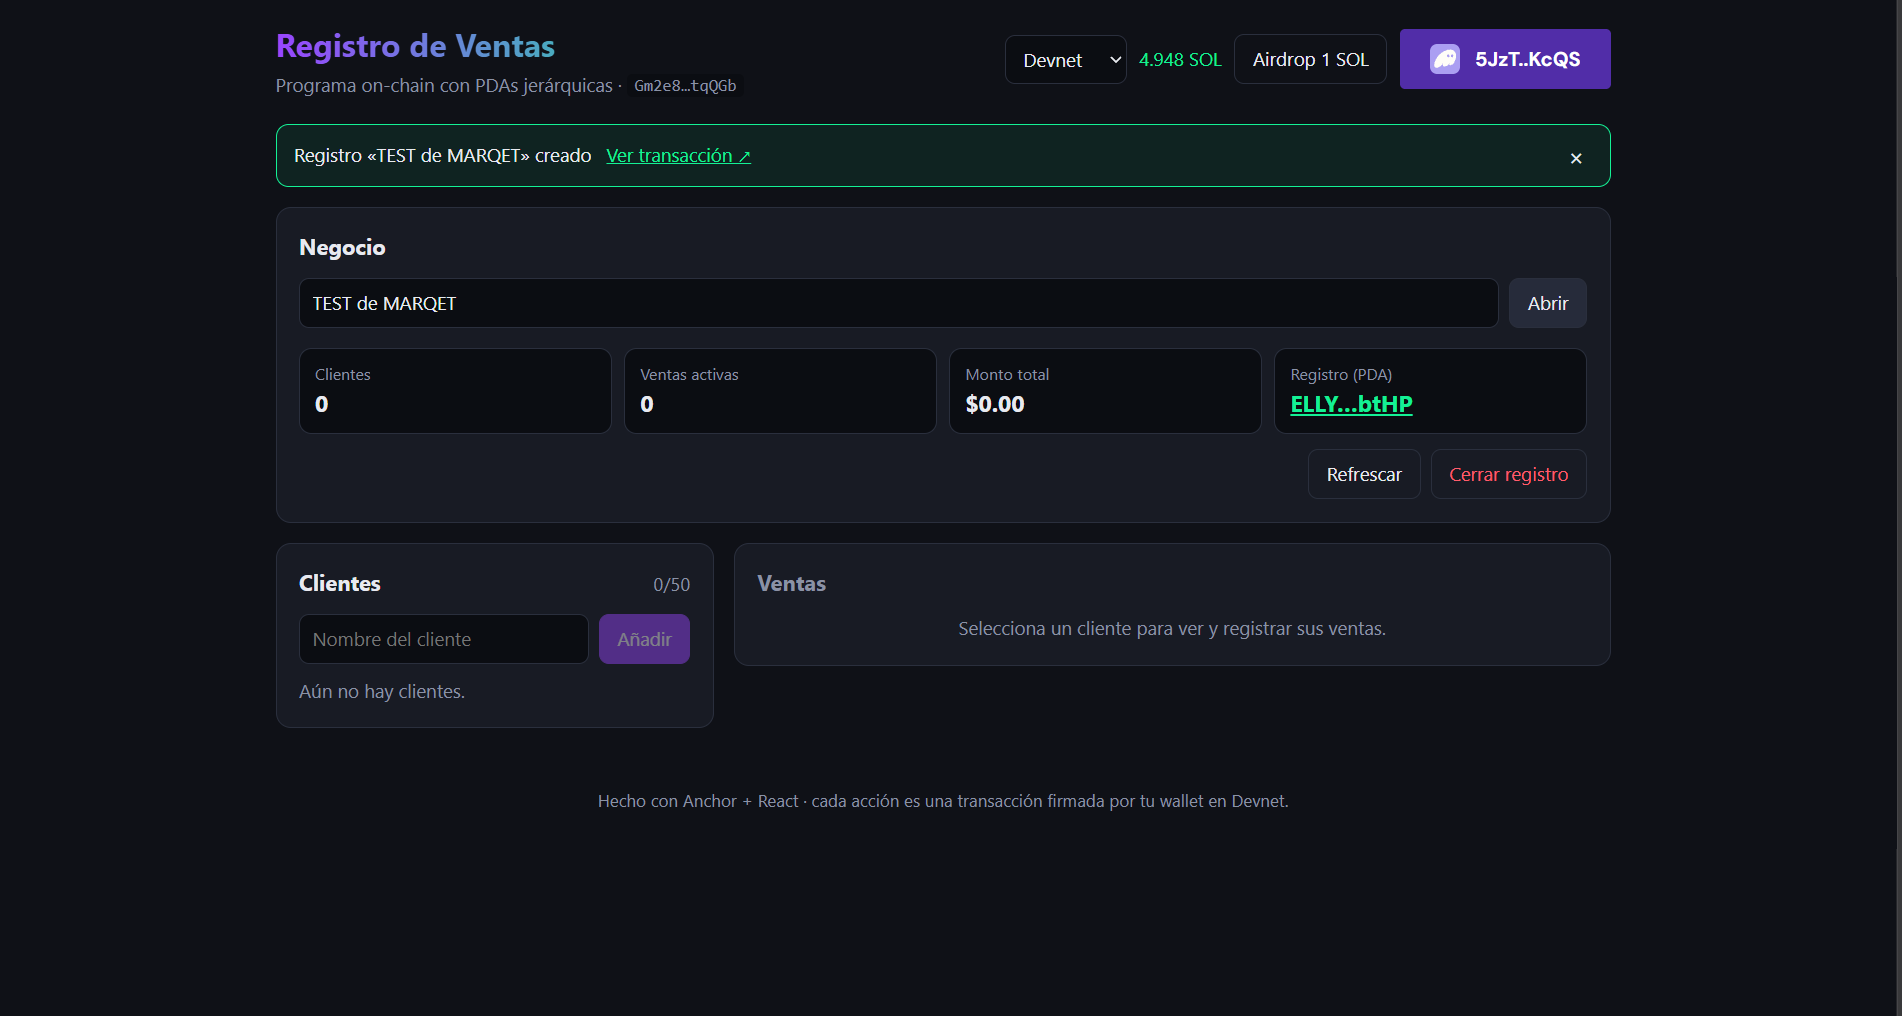 Registro de Ventas
Programa on-chain con PDAs jerárquicas · Gm2e8…tqQGb
Devnet
4.948 SOL
Airdrop 1 SOL
5JzT..KcQS
Registro «TEST de MARQET» creado Ver transacción ↗
×
Negocio
TEST de MARQET
Abrir
Clientes
0
Ventas activas
0
Monto total
$0.00
Registro (PDA)
ELLY…btHP
Refrescar
Cerrar registro
Clientes
0/50
Nombre del cliente
Añadir
Aún no hay clientes.
Ventas
Selecciona un cliente para ver y registrar sus ventas.
Hecho con Anchor + React · cada acción es una transacción firmada por tu wallet en Devnet.